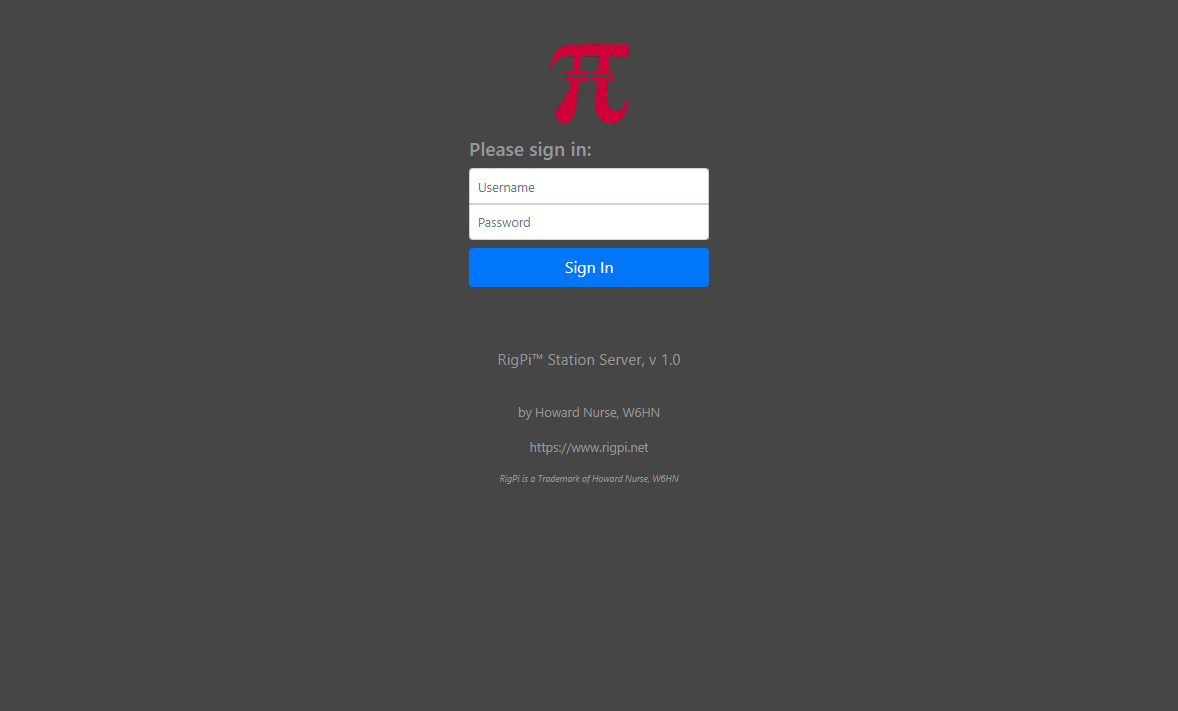 Please sign in:
Username
Password
Sign In
RigPi™ Station Server, v 1.0
by Howard Nurse, W6HN
https://www.rigpi.net
RigPi is a Trademark of Howard Nurse, W6HN